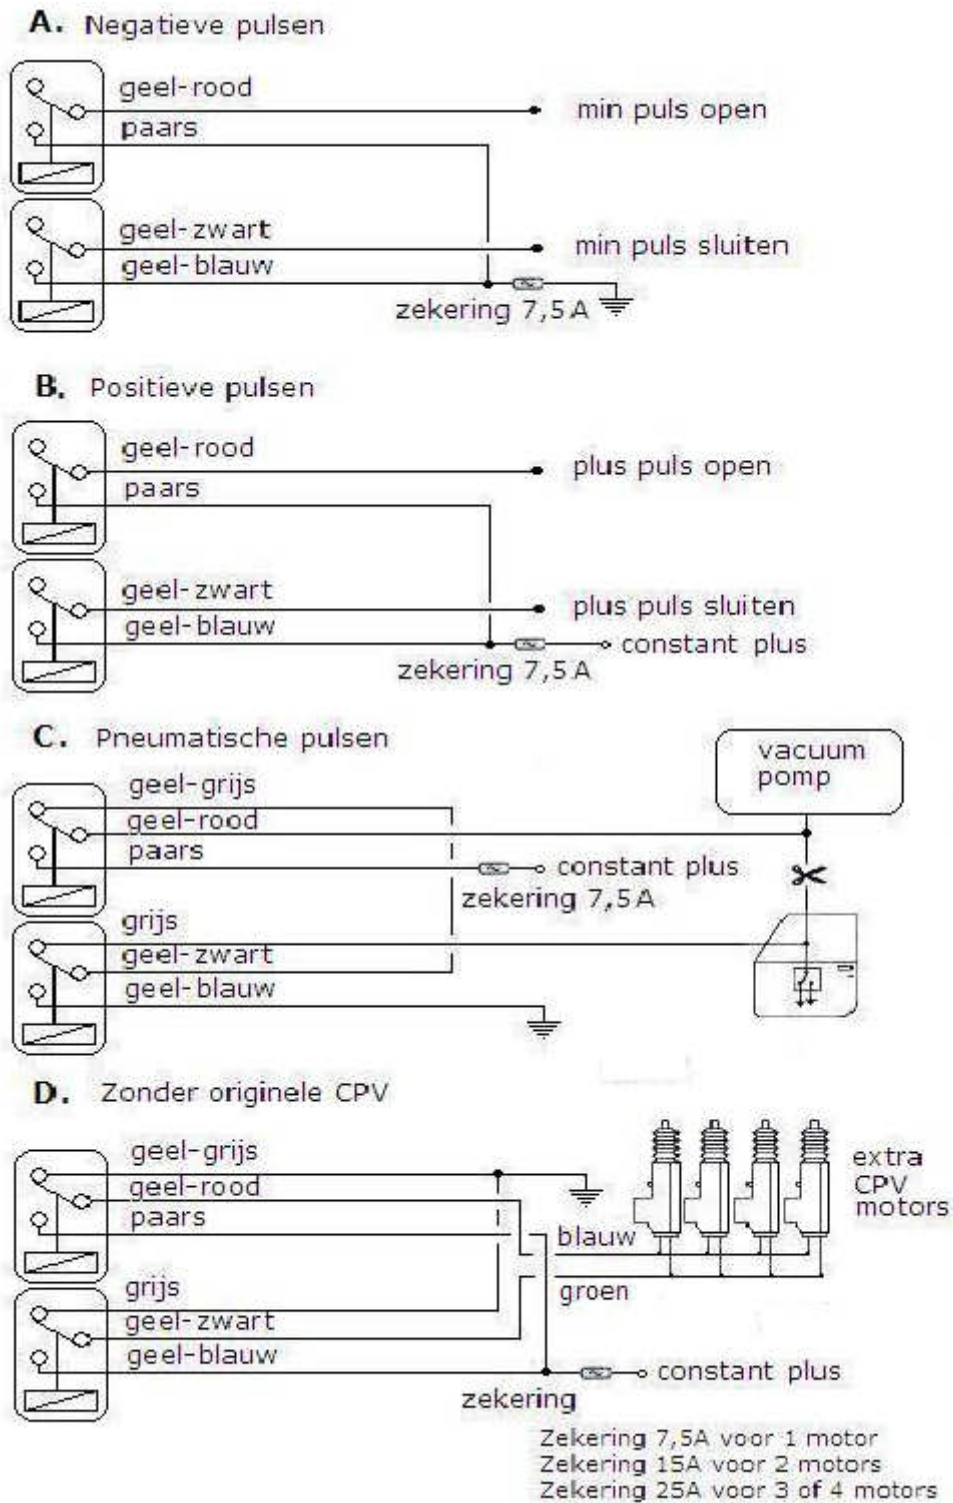 A. Negatieve pulsen
geel-rood
min puls open
paars
geel-zwart
min puls sluiten
geel-blauw
zekering 7,5A
B. Positieve pulsen
geel-rood
plus puls open
paars
geel-zwart
plus puls sluiten
geel-blauw
constant plus
zekering 7,5A
C. Pneumatische pulsen
vacuum
pomp
geel-grijs
geel-rood
paars
constant plus
zekering 7,5A
grijs
geel-zwart
geel-blauw
D. Zonder originele CPV
geel-grijs
extra
CPV
motors
geel-rood
paars
blauw
grijs
groen
geel-zwart
geel-blauw
constant plus
zekering
Zekering 7,5A voor 1 motor
Zekering 15A voor 2 motors
Zekering 25A voor 3 of 4 motors